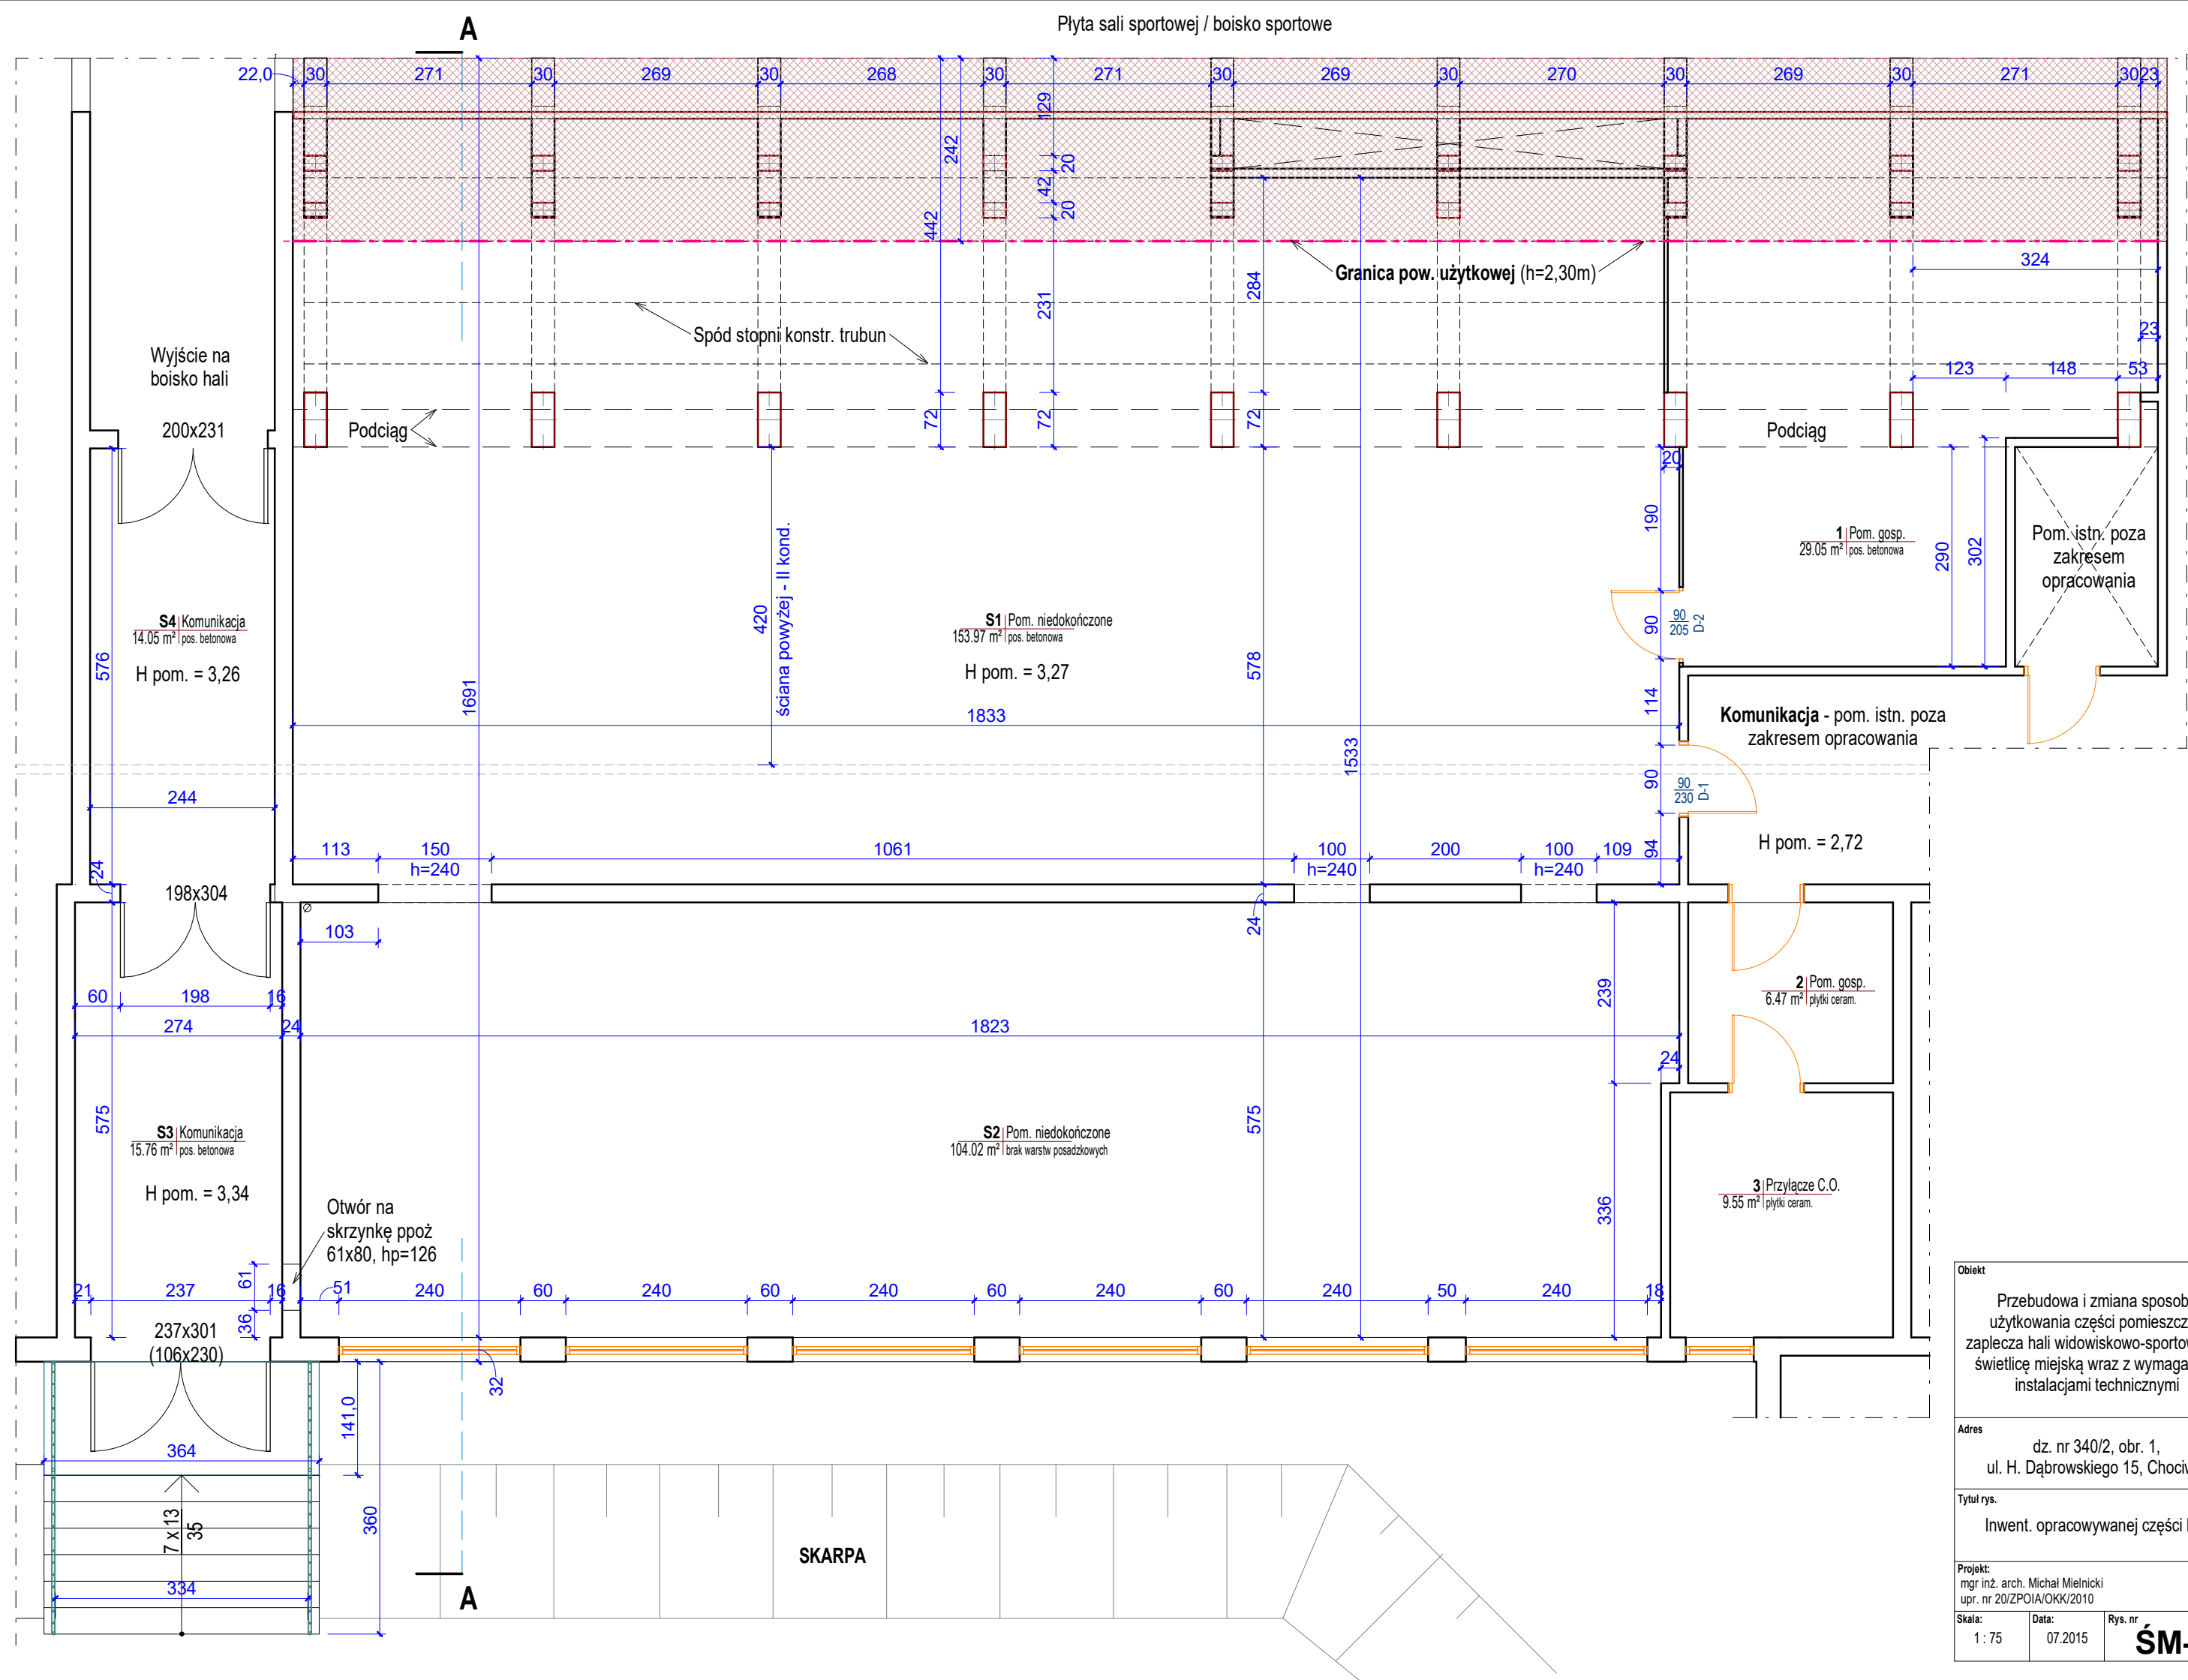 Płyta sali sportowej / boisko sportowe
A
22,0 30 271 30 269 30 268 30 271 30 269 30 270 30 269 30 271 30 23
129
242
20
42
20
442
Granica pow. użytkowej (h=2,30m)
324
284
231
23
Spód stopni konstr. trubun
Wyjście na
boisko hali
123 148 53
200x231
72
72
72
Podciąg
Podciąg
20
190
1 Pom. gosp.
29.05 m² pos. betonowa
290
302
Pom. istn. poza
zakresem
opracowania
420
ściana powyżej - II kond.
S4 Komunikacja
14.05 m² pos. betonowa
H pom. = 3,26
576
S1 Pom. niedokończone
153.97 m² pos. betonowa
H pom. = 3,27
578
90
90
205
D-2
1691
114
1833
1533
Komunikacja - pom. istn. poza
zakresem opracowania
244
90
90
230
D-1
H pom. = 2,72
113 150 1061 100 200 100 109
h=240 h=240 h=240
94
24
198x304
24
103
60 198 16
274 24 1823
239
2 Pom. gosp.
6.47 m² płytki ceram.
24
575
S3 Komunikacja
15.76 m² pos. betonowa
H pom. = 3,34
S2 Pom. niedokończone
104.02 m² brak warstw posadzkowych
575
3 Przyłącze C.O.
9.55 m² płytki ceram.
336
Otwór na
skrzynkę ppoż
61x80, hp=126
61
36
21 237 16 51 240 60 240 60 240 60 240 60 240 50 240 18
237x301
(106x230)
32
141,0
364
360
7 x 13
35
334
SKARPA
A
Obiekt
Przebudowa i zmiana sposob
użytkowania części pomieszcz
zaplecza hali widowiskowo-sportow
świetlicę miejską wraz z wymaga
instalacjami technicznymi
Adres
dz. nr 340/2, obr. 1,
ul. H. Dąbrowskiego 15, Chociw
Tytuł rys.
Inwent. opracowywanej części
Projekt:
mgr inż. arch. Michał Mielnicki
upr. nr 20/ZPOIA/OKK/2010
Skala: Data: Rys. nr
1 : 75 07.2015 ŚM-